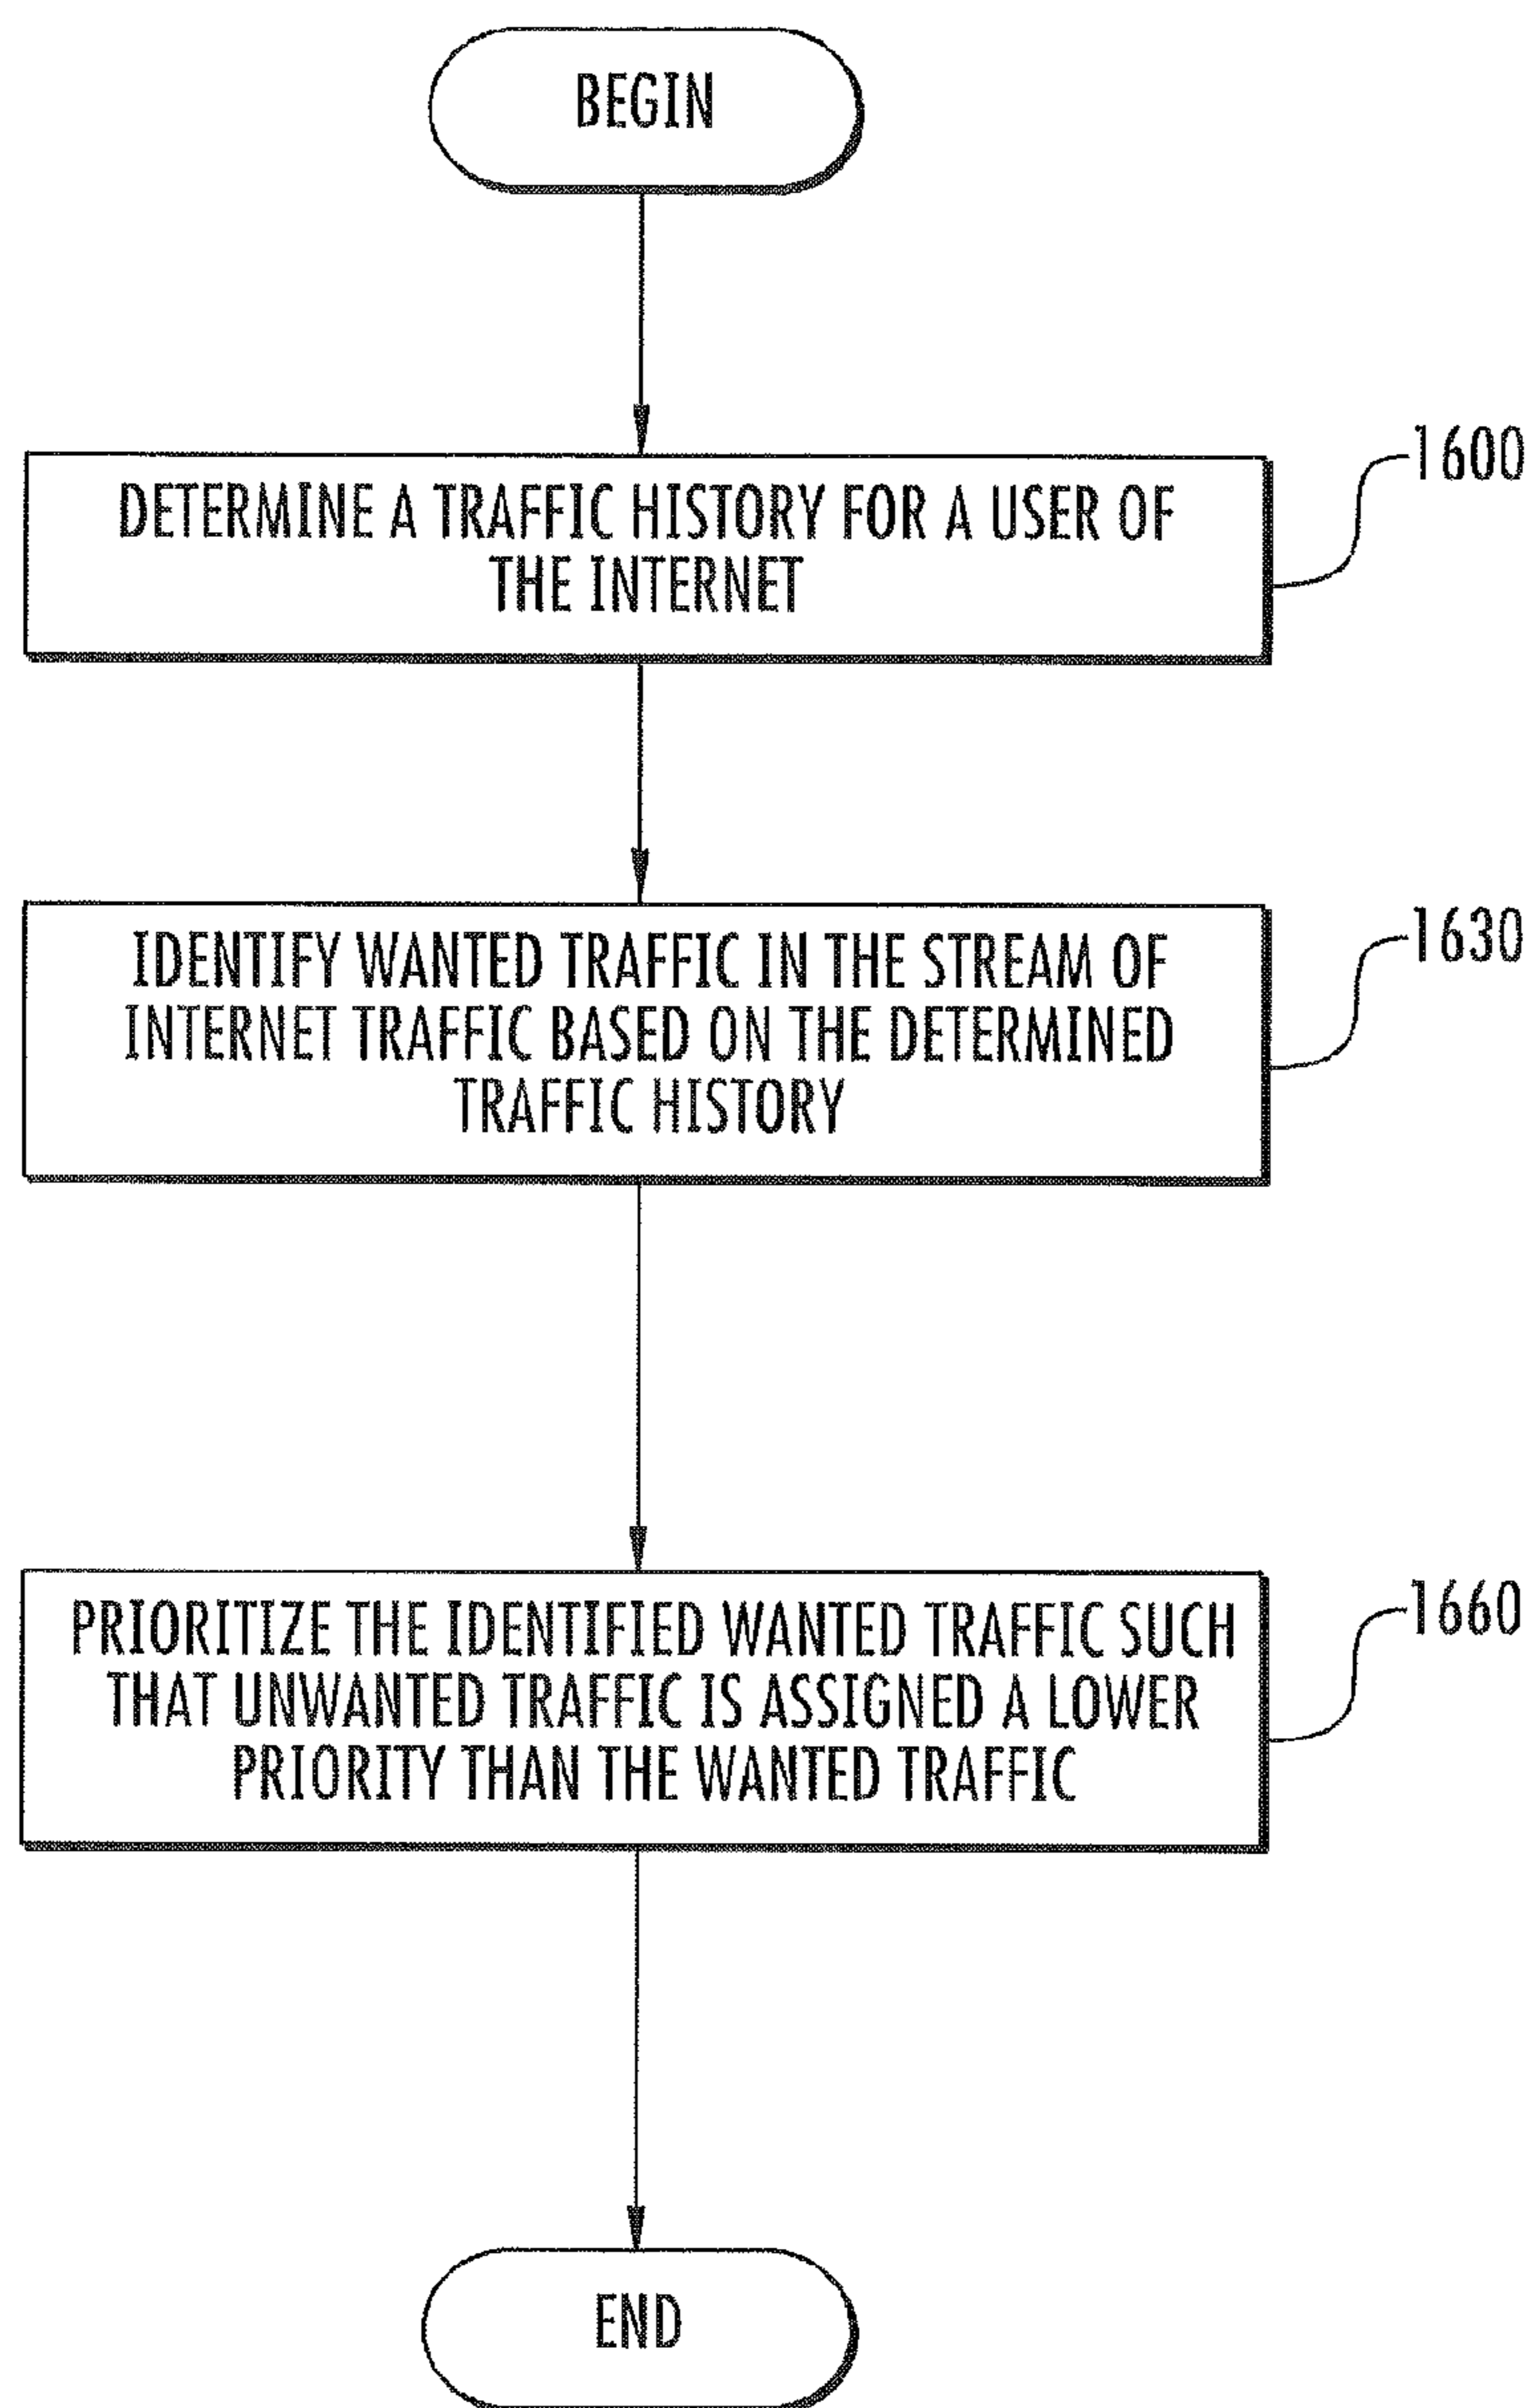 BEGIN
DETERMINE A TRAFFIC HISTORY FOR A USER OF
THE INTERNET
1600
IDENTIFY WANTED TRAFFIC IN THE STREAM OF
INTERNET TRAFFIC BASED ON THE DETERMINED
TRAFFIC HISTORY
1630
PRIORITIZE THE IDENTIFIED WANTED TRAFFIC SUCH
THAT UNWANTED TRAFFIC IS ASSIGNED A LOWER
PRIORITY THAN THE WANTED TRAFFIC
1660
END